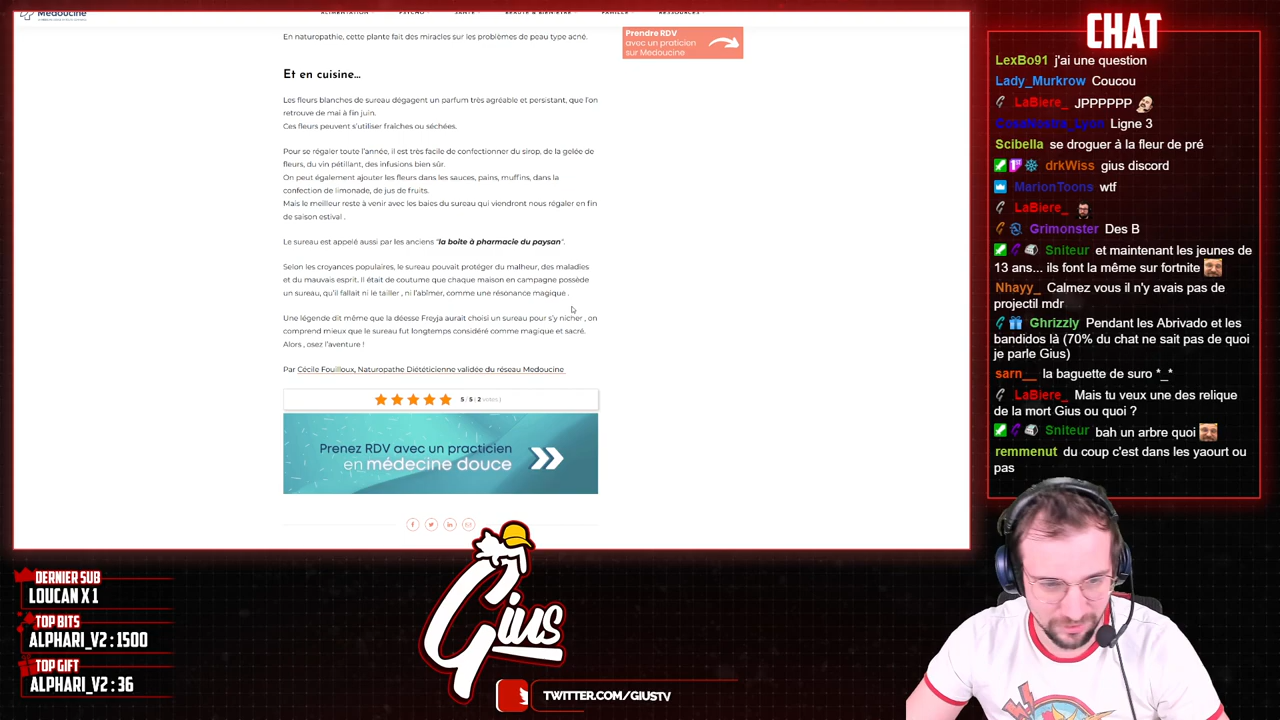 Medoucine
En naturopathie, cette plante fait des miracles sur les problèmes de peau type acné.
Prendre RDV
avec un praticien
sur Medoucine
Et en cuisine...
Les fleurs blanches de sureau dégagent un parfum très agréable et persistant, que l'on
retrouve de mai à fin juin.
Ces fleurs peuvent s'utiliser fraîches ou séchées.
Pour se régaler toute l'année, il est très facile de confectionner du sirop, de la gelée de
fleurs, du vin pétillant, des infusions bien sûr.
On peut également ajouter les fleurs dans les sauces, pains, muffins, dans la
confection de limonade, de jus de fruits.
Mais le meilleur reste à venir avec les baies du sureau qui viendront nous régaler en fin
de saison estival .
Le sureau est appelé aussi par les anciens "la boite à pharmacie du paysan".
Selon les croyances populaires, le sureau pouvait protéger du malheur, des maladies
et du mauvais esprit. Il était de coutume que chaque maison en campagne possède
un sureau, qu'il fallait ni le tailler , ni l'abîmer, comme une résonance magique .
Une légende dit même que la déesse Freyja aurait choisi un sureau pour s'y nicher , on
comprend mieux que le sureau fut longtemps considéré comme magique et sacré.
Alors , osez l'aventure !
Par Cécile Fouilloux, Naturopathe Diététicienne validée du réseau Medoucine
5 / 5 ( 2 votes )
Prenez RDV avec un practicien
en médecine douce
CHAT
LexBo91 j'ai une question
Lady_Murkrow Coucou
LaBiere_ JPPPPPP
CosaNostra_Lyon Ligne 3
Scibella se droguer à la fleur de pré
drkWiss gius discord
MarionToons wtf
LaBiere_
Grimonster Des B
Sniteur et maintenant les jeunes de
13 ans... ils font la même sur fortnite
Nhayy_ Calmez vous il n'y avais pas de
projectil mdr
Ghrizzly Pendant les Abrivado et les
bandidos là (70% du chat ne sait pas de quoi
je parle Gius)
sarn__ la baguette de suro *_*
LaBiere_ Mais tu veux une des relique
de la mort Gius ou quoi ?
Sniteur bah un arbre quoi
remmenut du coup c'est dans les yaourt ou
pas
DERNIER SUB
LOUCAN X 1
TOP BITS
ALPHARI_V2 : 1500
TOP GIFT
ALPHARI_V2 : 36
Gius
TWITTER.COM/GIUSTV